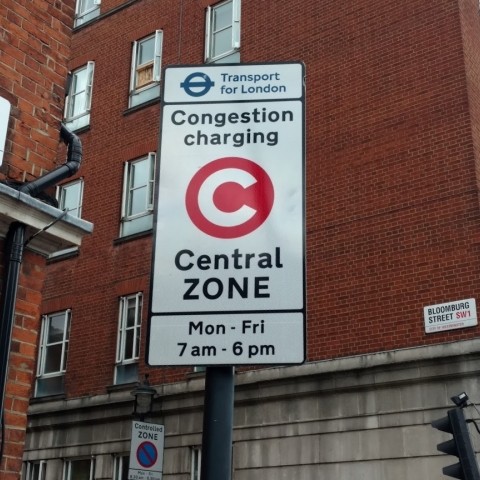 Transport
for London
Congestion
charging
C
Central
ZONE
Mon - Fri
7 am - 6 pm
BLOOMBURG
STREET SW1
Controlled
ZONE